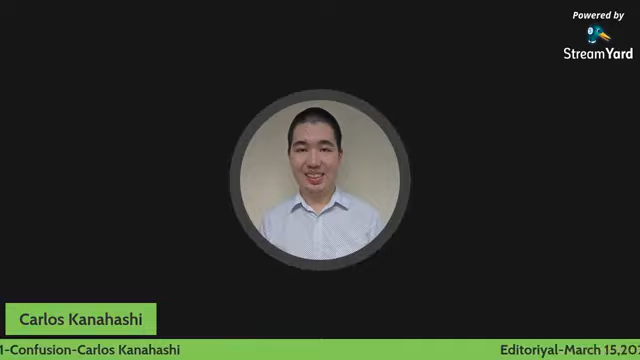 Powered by
StreamYard
Carlos Kanahashi
-Confusion-Carlos Kanahashi Editoriyal-March 15,20